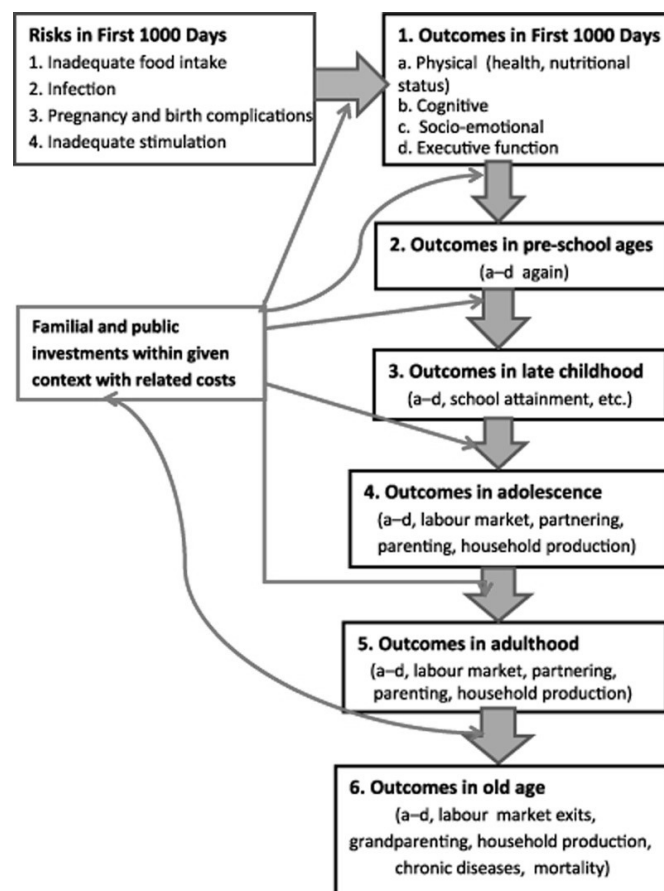 Risks in First 1000 Days
1. Inadequate food intake
2. Infection
3. Pregnancy and birth complications
4. Inadequate stimulation
1. Outcomes in First 1000 Days
a. Physical (health, nutritional
status)
b. Cognitive
c. Socio-emotional
d. Executive function
2. Outcomes in pre-school ages
(a–d again)
Familial and public
investments within given
context with related costs
3. Outcomes in late childhood
(a–d, school attainment, etc.)
4. Outcomes in adolescence
(a–d, labour market, partnering,
parenting, household production)
5. Outcomes in adulthood
(a–d, labour market, partnering,
parenting, household production)
6. Outcomes in old age
(a–d, labour market exits,
grandparenting, household production,
chronic diseases, mortality)